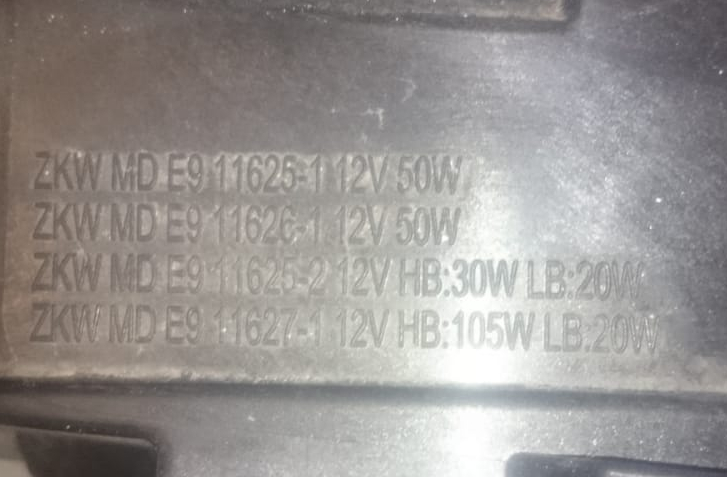 ZKW MD E9 11625-1 12V 50W
ZKW MD E9 11626-1 12V 50W
ZKW MD E9 11625-2 12V HB:30W LB:20W
ZKW MD E9 11627-1 12V HB:105W LB:20W